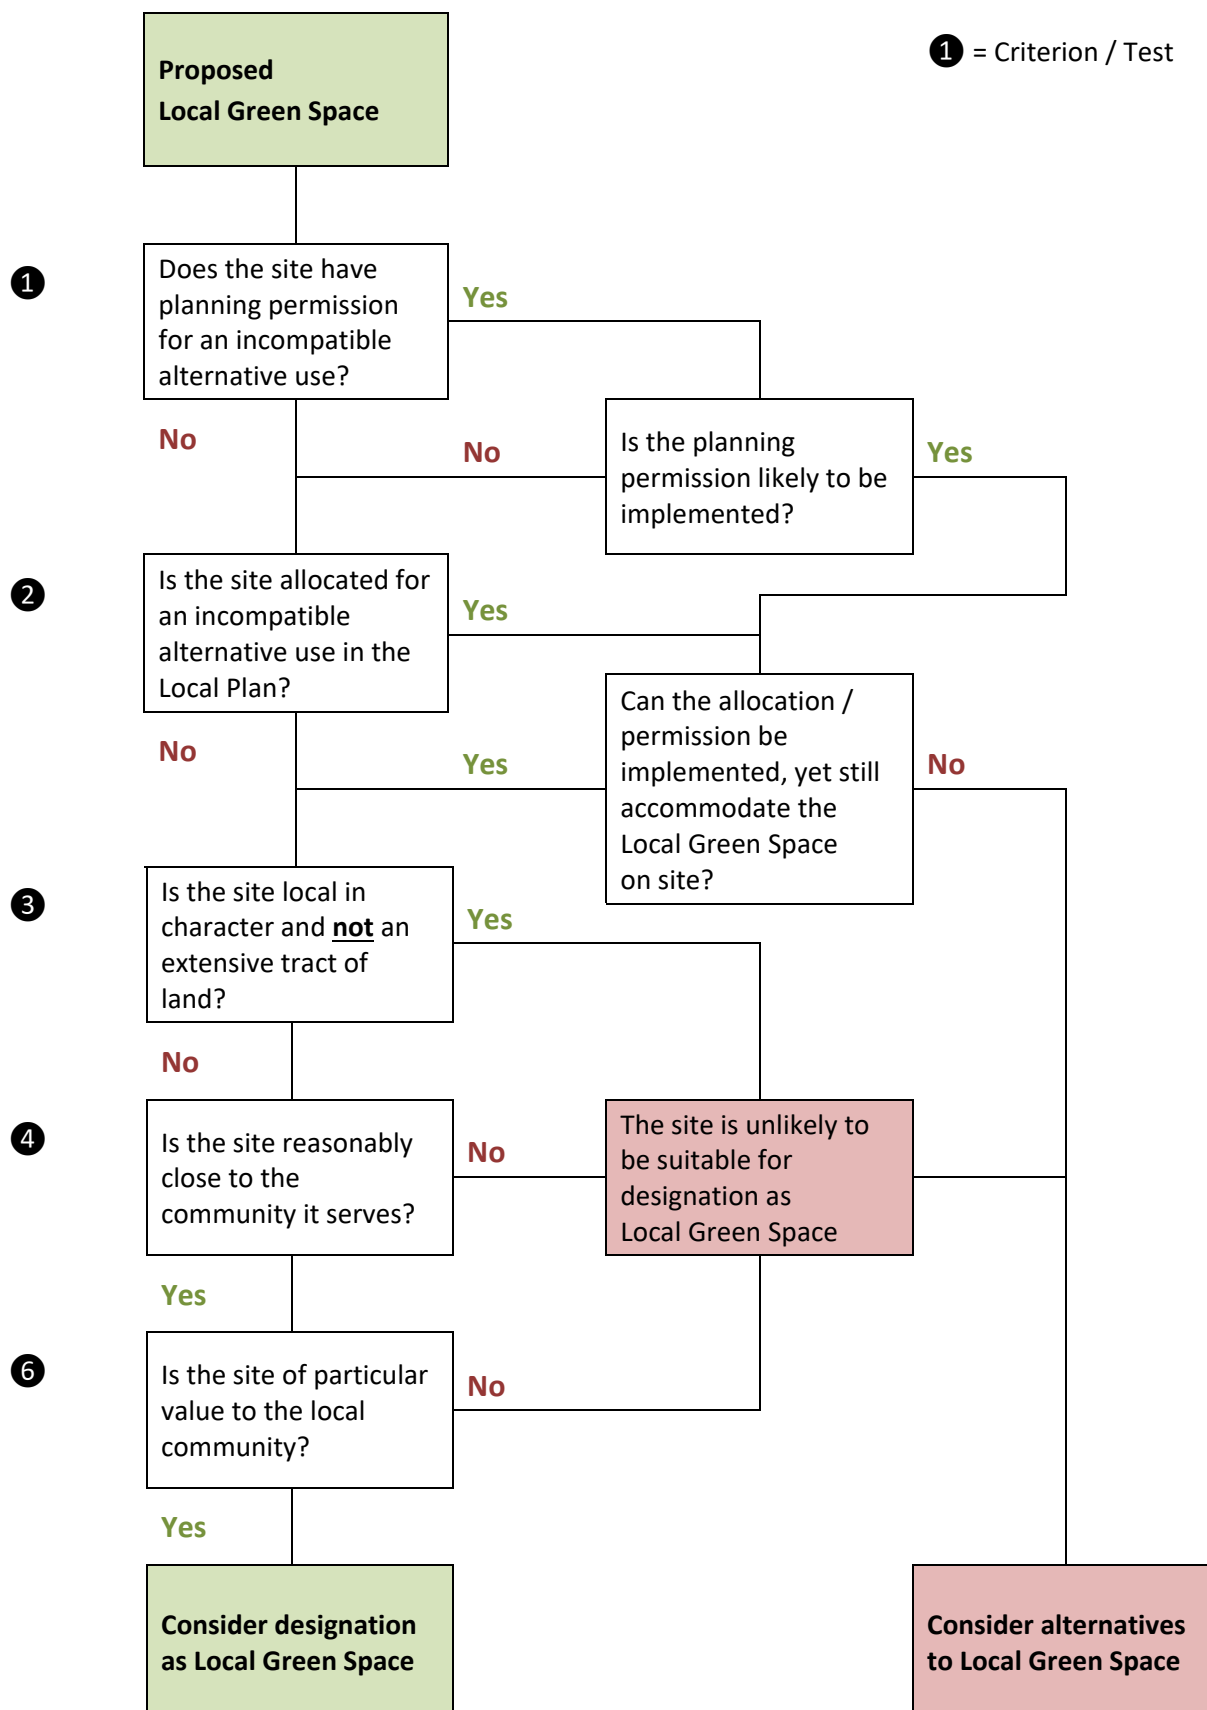 Proposed
Local Green Space
❶ = Criterion / Test
❶
Does the site have
planning permission
for an incompatible
alternative use?
Yes
No
No
Is the planning
permission likely to be
implemented?
Yes
❷
Is the site allocated for
an incompatible
alternative use in the
Local Plan?
Yes
No
Yes
Can the allocation /
permission be
implemented, yet still
accommodate the
Local Green Space
on site?
No
❸
Is the site local in
character and not an
extensive tract of
land?
Yes
No
❹
Is the site reasonably
close to the
community it serves?
No
The site is unlikely to
be suitable for
designation as
Local Green Space
Yes
❻
Is the site of particular
value to the local
community?
No
Yes
Consider designation
as Local Green Space
Consider alternatives
to Local Green Space